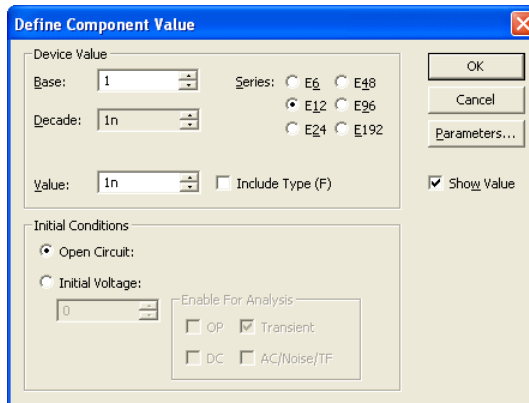 Define Component Value
Device Value
Base: 1
Series: E6 E48
E12 E96
E24 E192
Decade: 1n
Value: 1n
Include Type (F)
OK
Cancel
Parameters...
Show Value
Initial Conditions
Open Circuit:
Initial Voltage:
0
Enable For Analysis
OP Transient
DC AC/Noise/TF